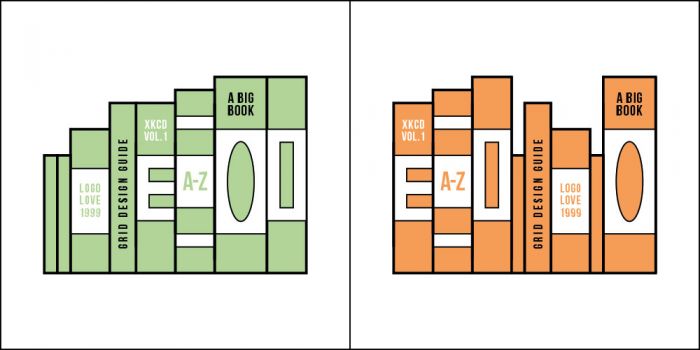 LOGO
LOVE
1999
GRID DESIGN GUIDE
XKCD
VOL.1
A-Z
A BIG
BOOK
XKCD
VOL.1
A-Z
GRID DESIGN GUIDE
LOGO
LOVE
1999
A BIG
BOOK